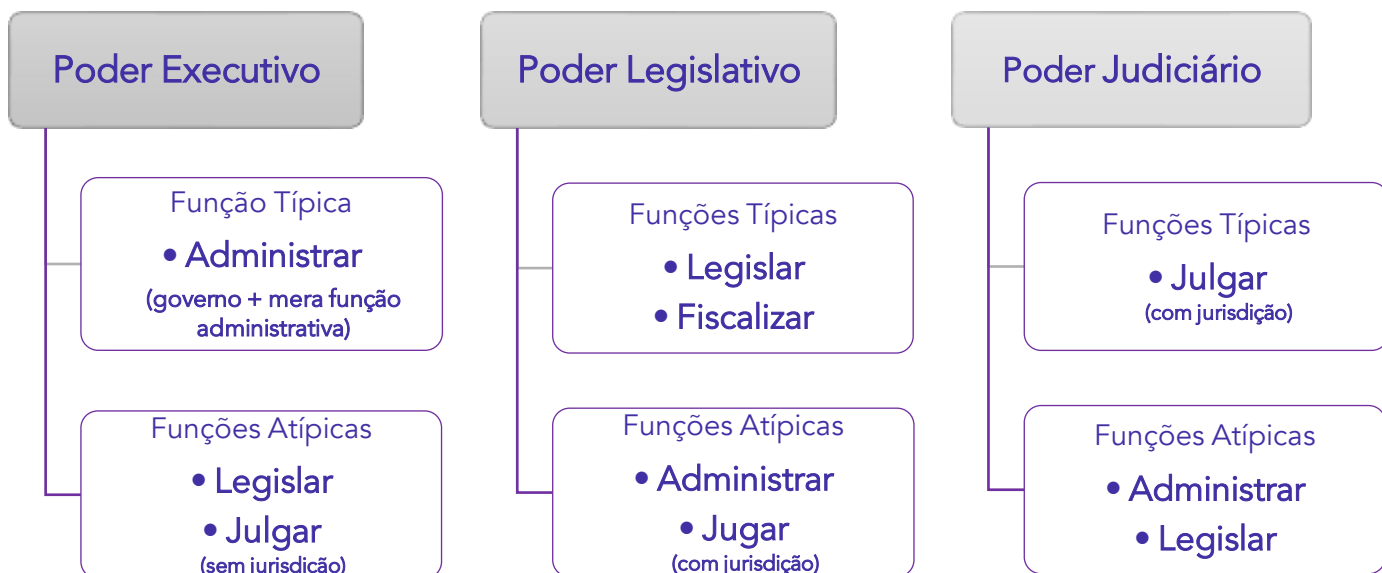 Poder Executivo
Função Típica
• Administrar
(governo + mera função
administrativa)
Funções Atípicas
• Legislar
• Julgar
(sem jurisdição)
Poder Legislativo
Funções Típicas
• Legislar
• Fiscalizar
Funções Atípicas
• Administrar
• Jugar
(com jurisdição)
Poder Judiciário
Funções Típicas
• Julgar
(com jurisdição)
Funções Atípicas
• Administrar
• Legislar